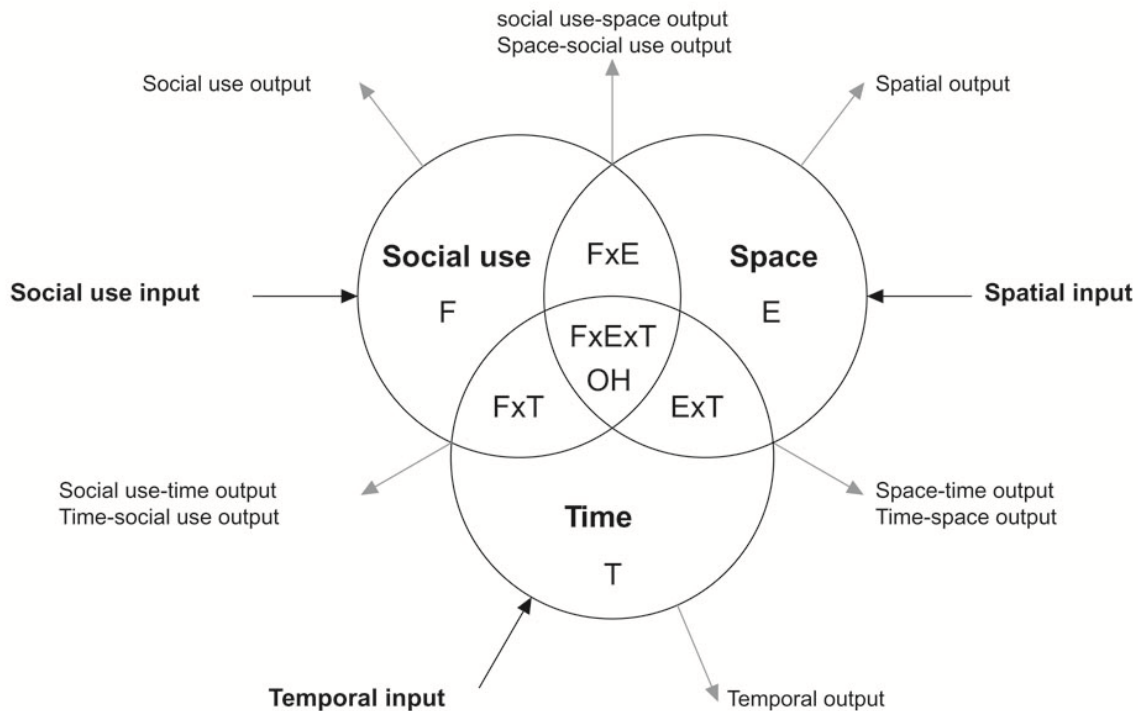 social use-space output
Space-social use output
Social use output
Spatial output
Social use
F
FxE
Space
E
Social use input
Spatial input
FxExT
OH
FxT
ExT
Social use-time output
Time-social use output
Space-time output
Time-space output
Time
T
Temporal input
Temporal output